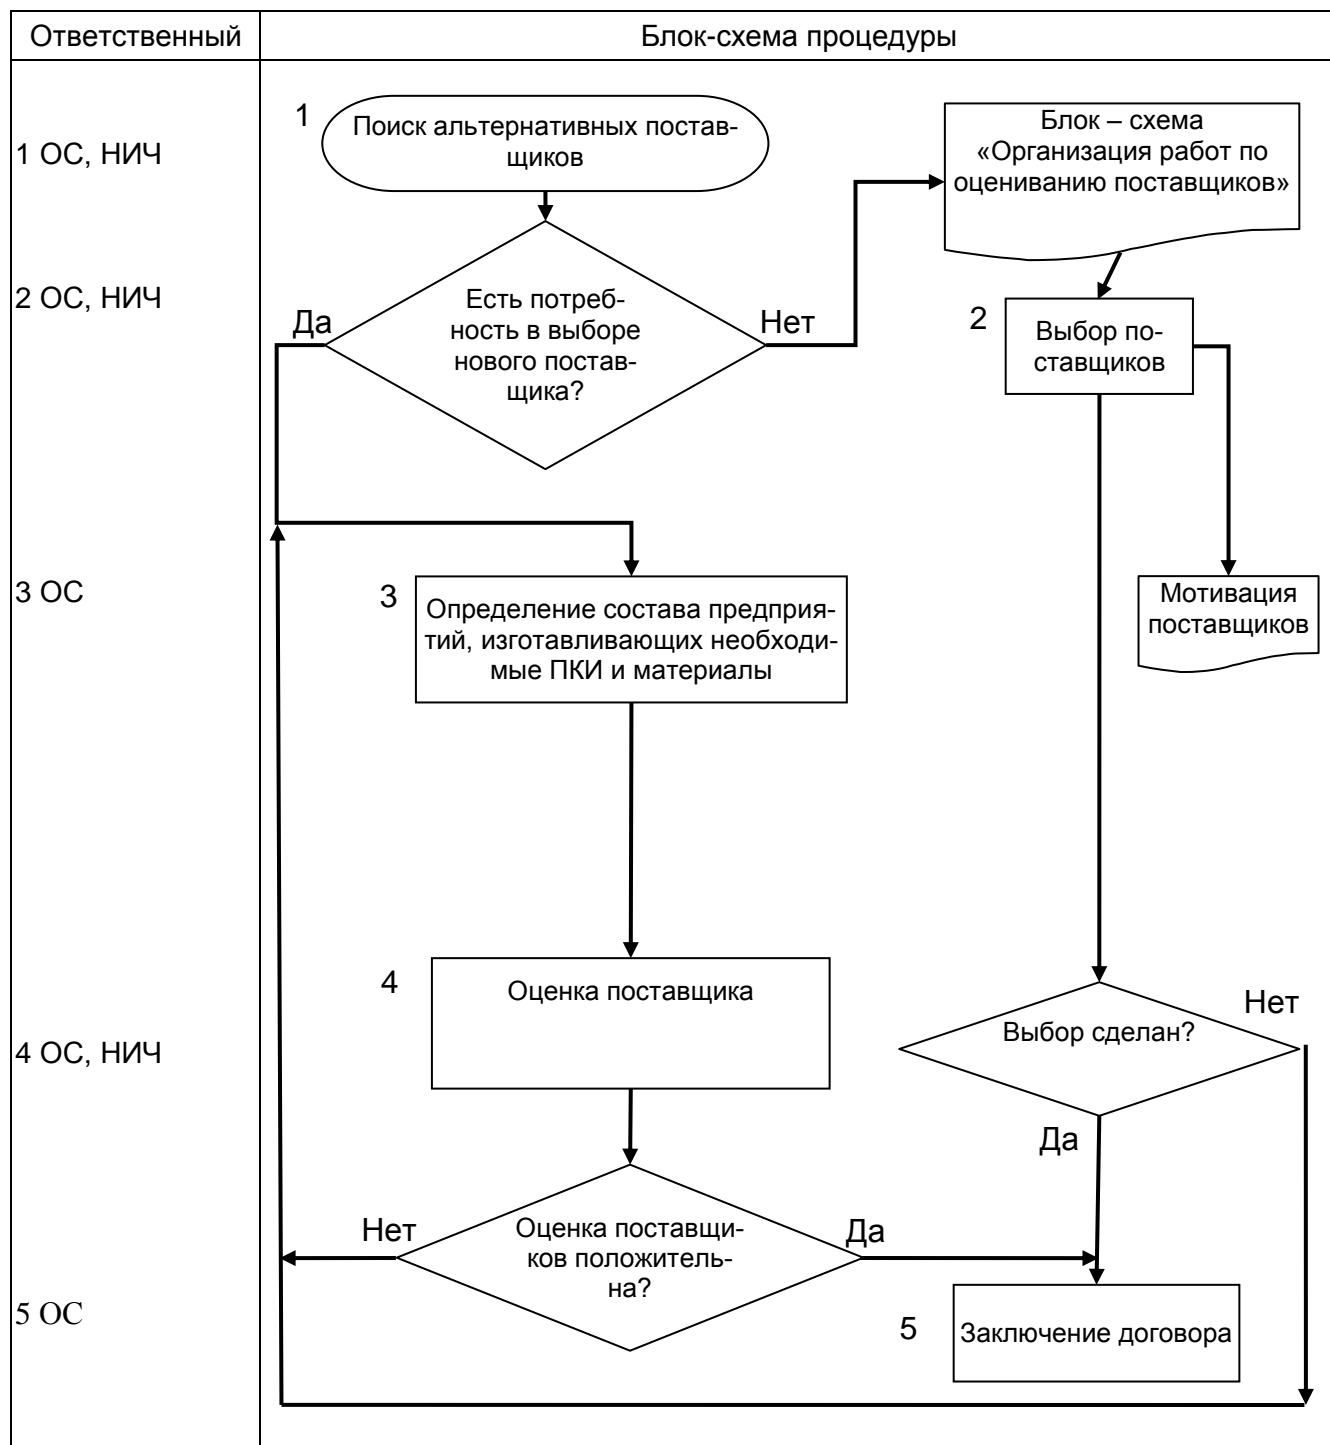 Ответственный
Блок-схема процедуры
1
Поиск альтернативных постав-
щиков
Блок – схема
«Организация работ по
оцениванию поставщиков»
1 ОС, НИЧ
2 ОС, НИЧ
Да
Есть потреб-
ность в выборе
нового постав-
щика?
Нет
2
Выбор по-
ставщиков
3 ОС
3
Определение состава предприя-
тий, изготавливающих необходи-
мые ПКИ и материалы
Мотивация
поставщиков
4
Оценка поставщика
4 ОС, НИЧ
Выбор сделан?
Нет
Да
Нет
Оценка поставщи-
ков положитель-
на?
Да
5 ОС
5
Заключение договора